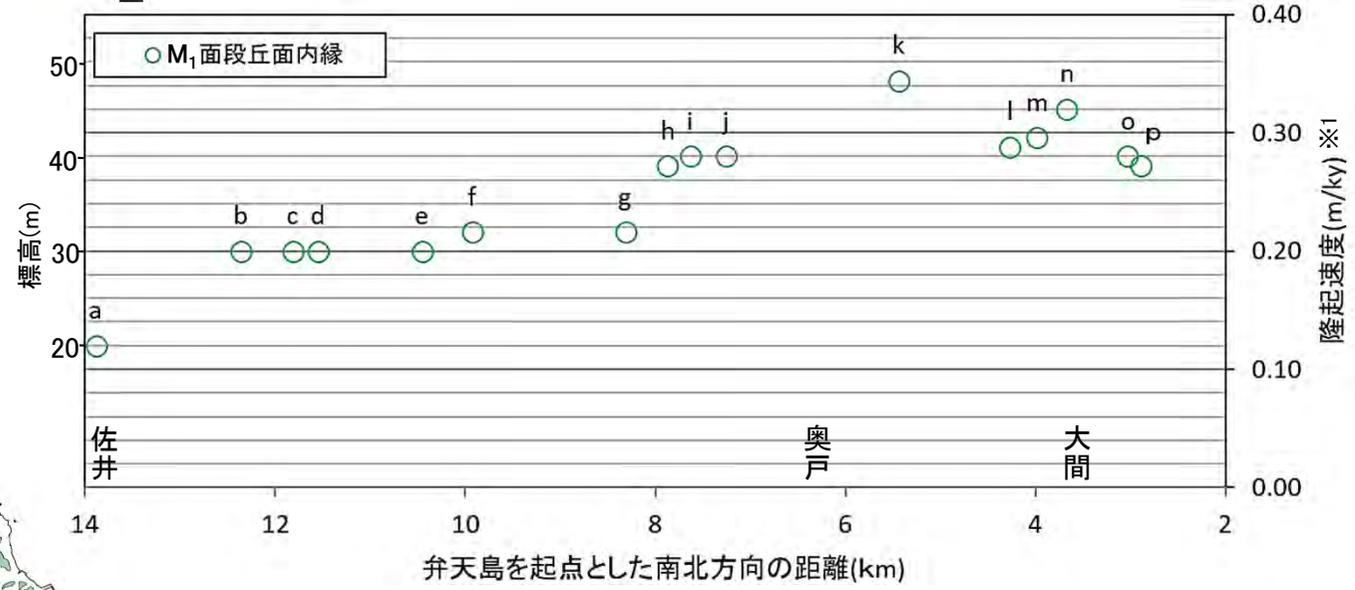 M1面段丘面内縁
0.40
50
k
n
l
m
h
i
j
o
p
0.30
40
f
g
b
c
d
e
30
0.20
a
20
0.10
標高(m)
隆起速度(m/ky)※1
佐井
奥戸
大間
0.00
14
12
10
8
6
4
2
弁天島を起点とした南北方向の距離(km)